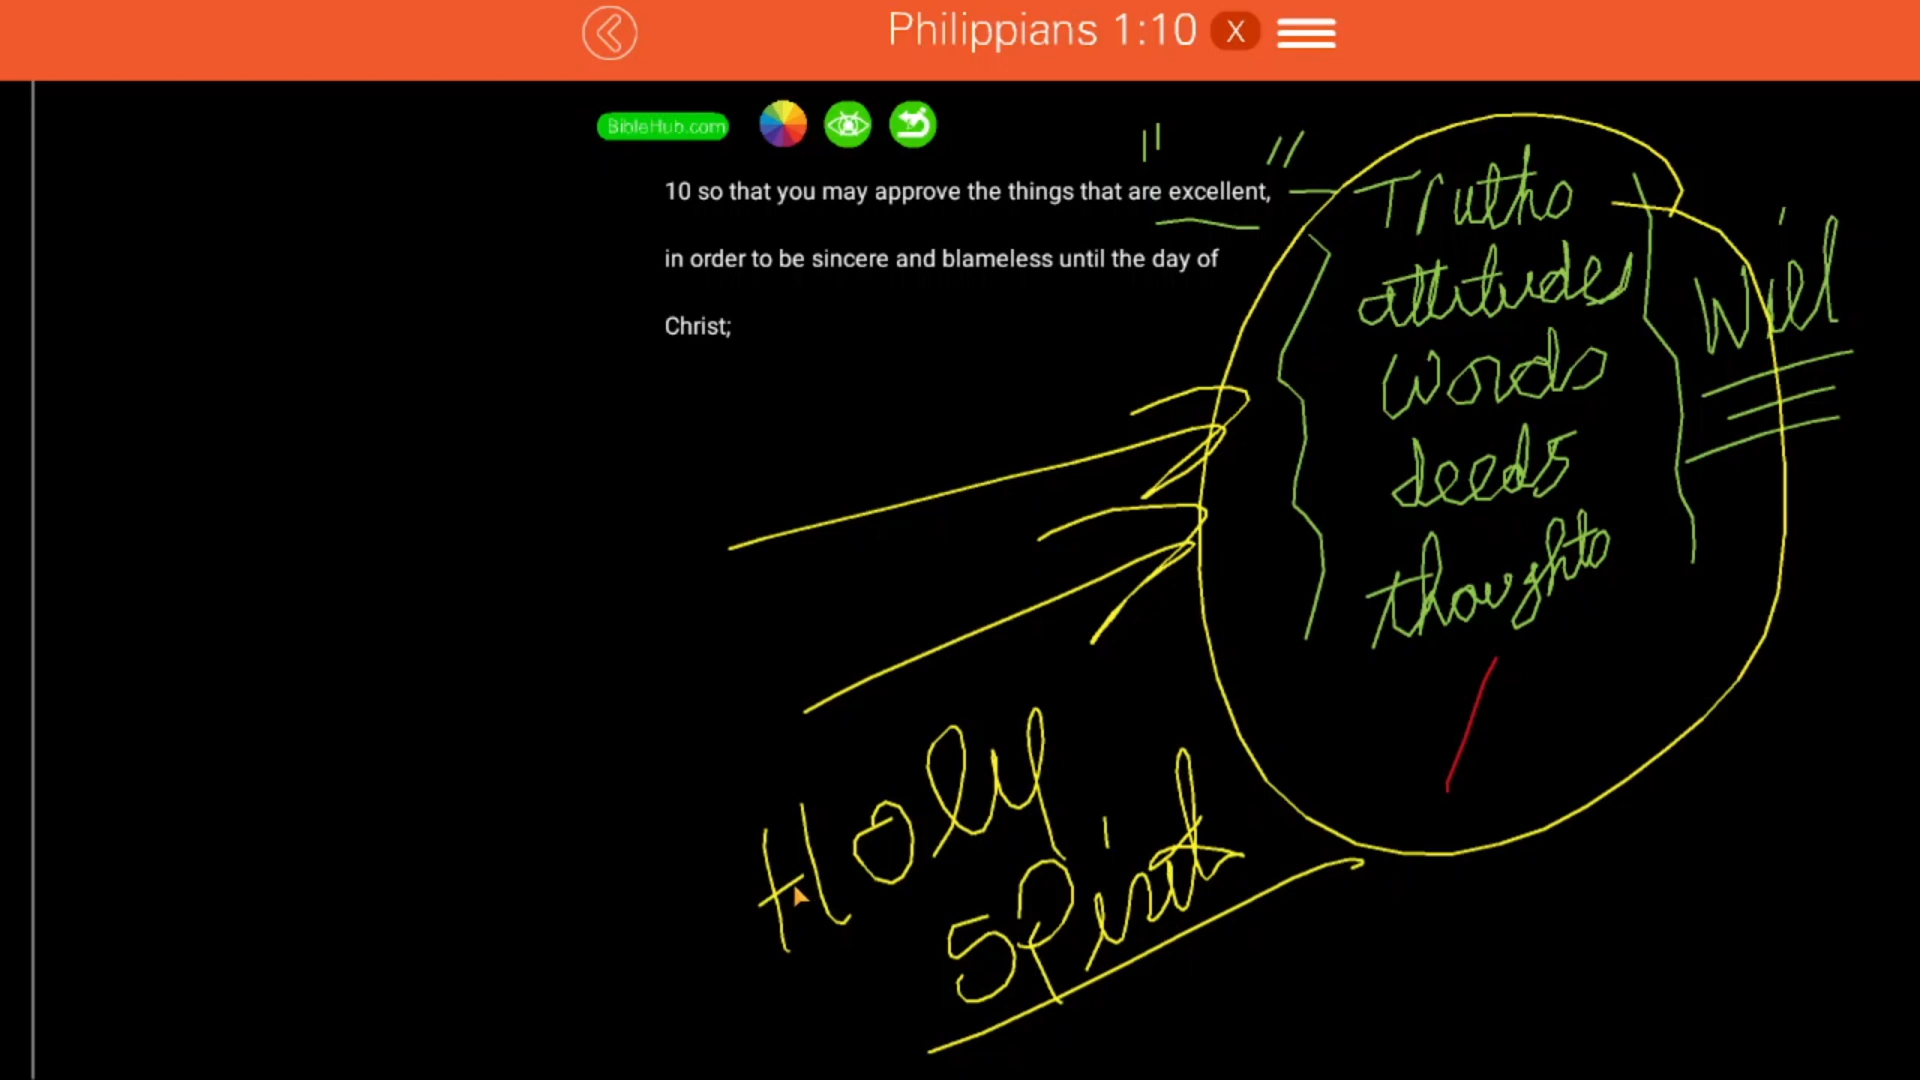 Philippians 1:10 X
BibleHub.com
10 so that you may approve the things that are excellent,
in order to be sincere and blameless until the day of
Christ;
Truths
attitudes
words
deeds
thoughts
Will
Holy
Spirit